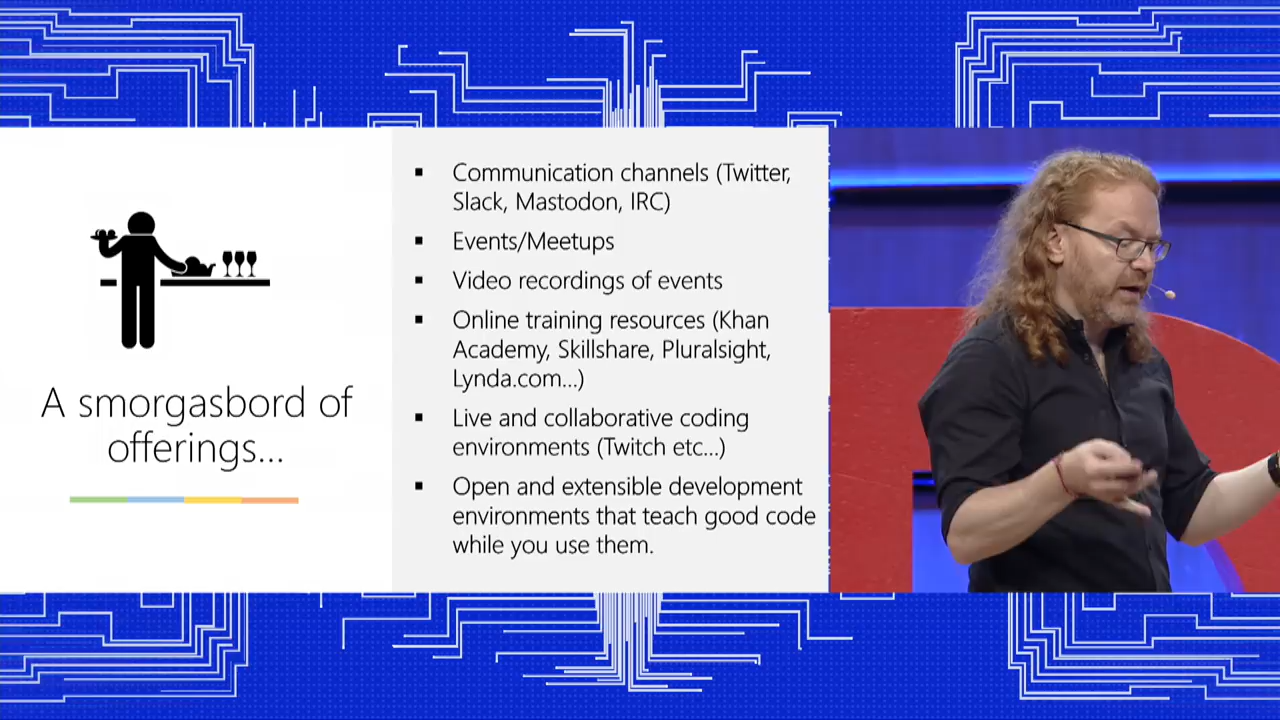 A smorgasbord of
offerings...
▪ Communication channels (Twitter,
Slack, Mastodon, IRC)
▪ Events/Meetups
▪ Video recordings of events
▪ Online training resources (Khan
Academy, Skillshare, Pluralsight,
Lynda.com...)
▪ Live and collaborative coding
environments (Twitch etc...)
▪ Open and extensible development
environments that teach good code
while you use them.